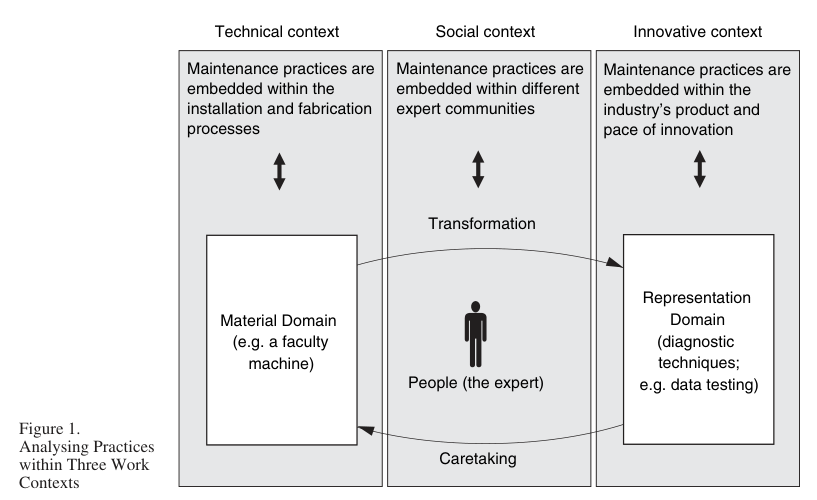 Technical context
Social context
Innovative context
Maintenance practices are
embedded within the
installation and fabrication
processes
Maintenance practices are
embedded within different
expert communities
Maintenance practices are
embedded within the
industry's product and
pace of innovation
Transformation
Material Domain
(e.g. a faculty
machine)
People (the expert)
Representation
Domain
(diagnostic
techniques;
e.g. data testing)
Caretaking
Figure 1.
Analysing Practices
within Three Work
Contexts